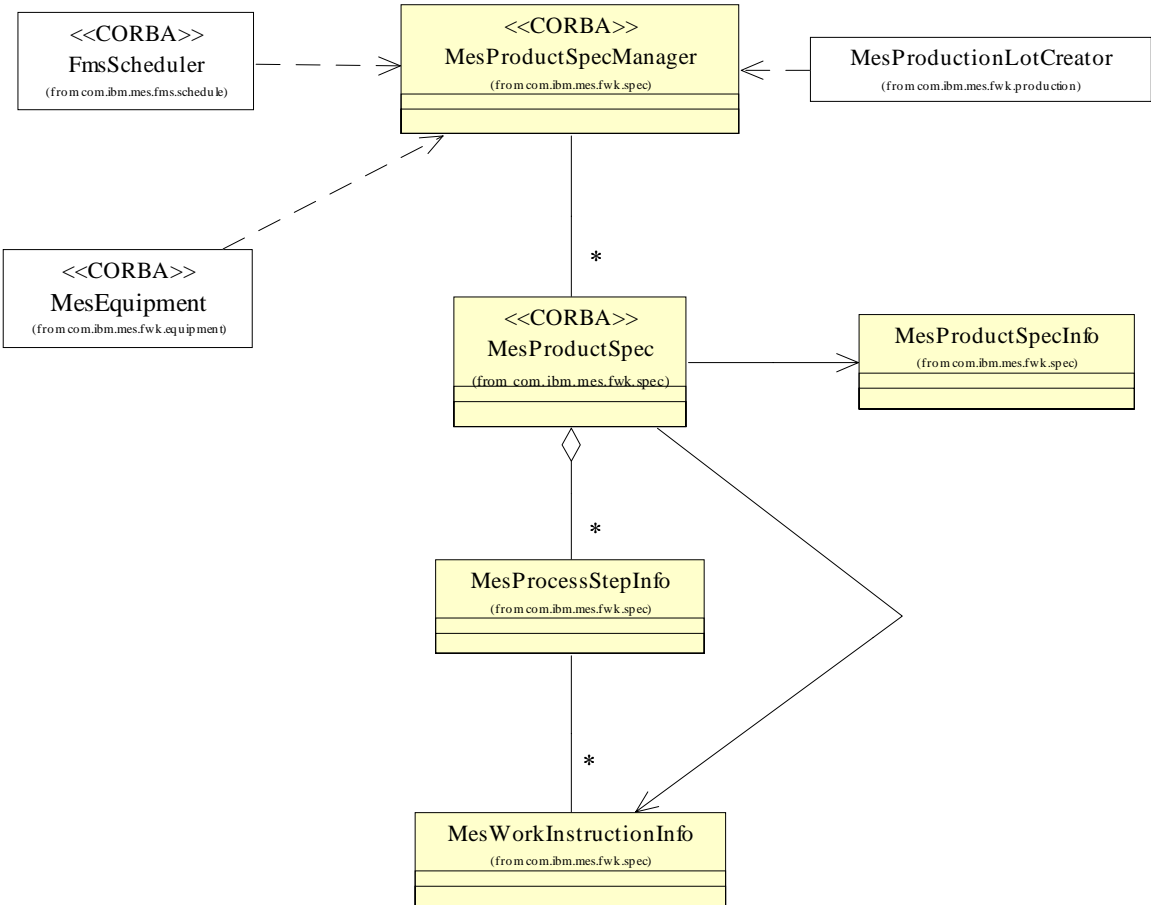 <<CORBA>>
FmsScheduler
(from com.ibm.mes.fms.schedule)
<<CORBA>>
MesProductSpecManager
(from com.ibm.mes.fwk.spec)
MesProductionLotCreator
(from com.ibm.mes.fwk.production)
<<CORBA>>
MesEquipment
(from com.ibm.mes.fwk.equipment)
*
<<CORBA>>
MesProductSpec
(from com.ibm.mes.fwk.spec)
MesProductSpecInfo
(from com.ibm.mes.fwk.spec)
*
MesProcessStepInfo
(from com.ibm.mes.fwk.spec)
*
MesWorkInstructionInfo
(from com.ibm.mes.fwk.spec)